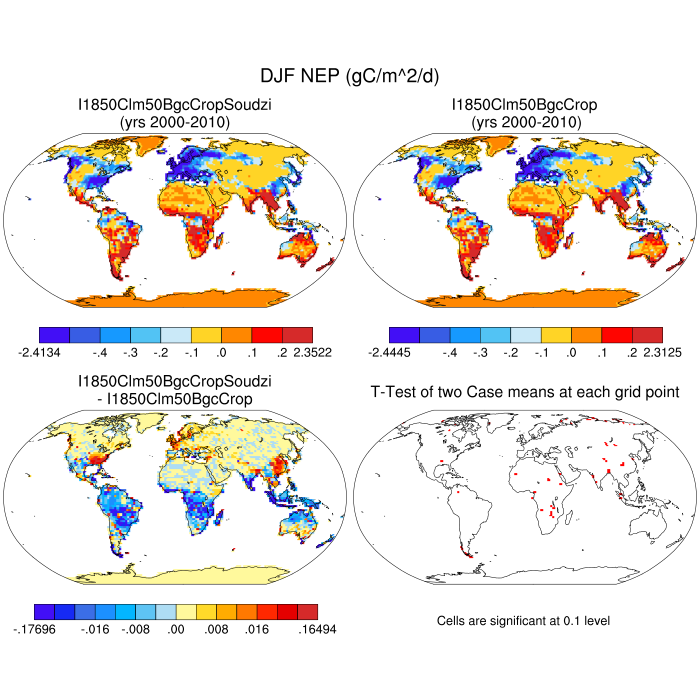 DJF NEP (gC/m^2/d)
I1850Clm50BgcCropSoudzi
(yrs 2000-2010)
I1850Clm50BgcCrop
(yrs 2000-2010)
-2.4134 -.4 -.2 -.1 .0 .1 .2 2.3522
-2.4445 -.4 -.2 -.1 .0 .1 .2 2.3125
I1850Clm50BgcCropSoudzi
- I1850Clm50BgcCrop
T-Test of two Case means at each grid point
-.17696 -.016 -.008 .00 .008 .016 .16494
Cells are significant at 0.1 level